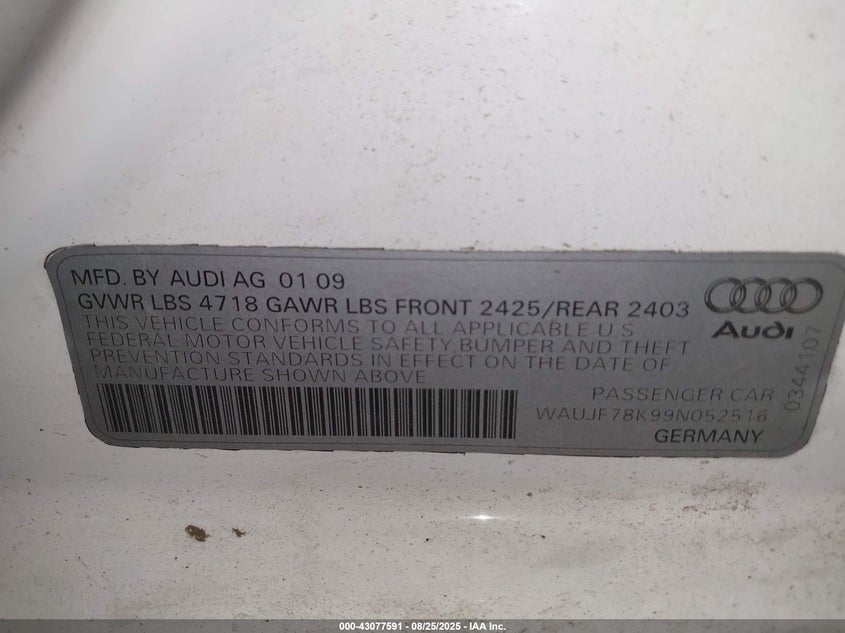 MFD. BY AUDI AG 01 09
GVWR LBS 4718 GAWR LBS FRONT 2425/REAR 2403
THIS VEHICLE CONFORMS TO ALL APPLICABLE U S
FEDERAL MOTOR VEHICLE SAFETY, BUMPER AND THEFT
PREVENTION STANDARDS IN EFFECT ON THE DATE OF
MANUFACTURE SHOWN ABOVE
PASSENGER CAR
WAUJF78K99N052516
GERMANY
Audi
0344107
000-43077591 - 08/25/2025 - IAA Inc.